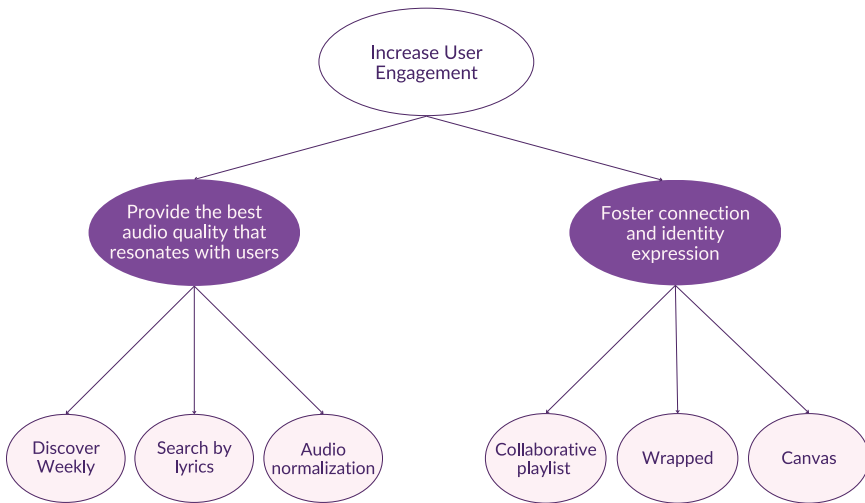 Increase User
Engagement
Provide the best
audio quality that
resonates with users
Foster connection
and identity
expression
Discover
Weekly
Search by
lyrics
Audio
normalization
Collaborative
playlist
Wrapped
Canvas